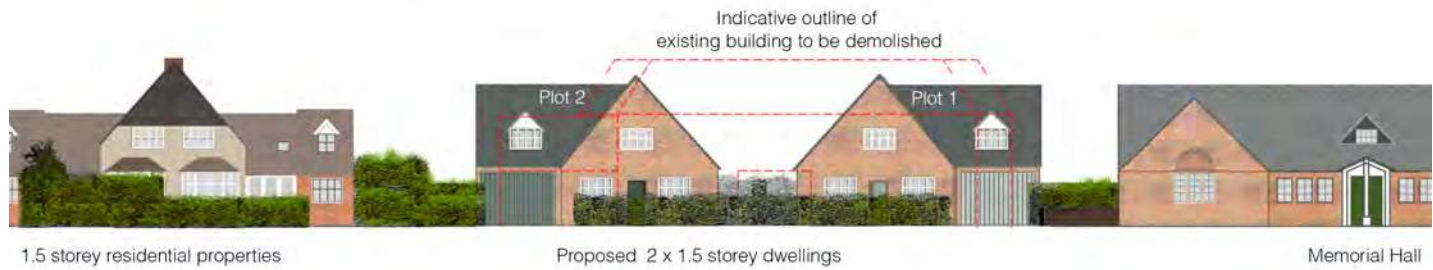 Indicative outline of
existing building to be demolished
Plot 2
Plot 1
1.5 storey residential properties
Proposed 2 x 1.5 storey dwellings
Memorial Hall